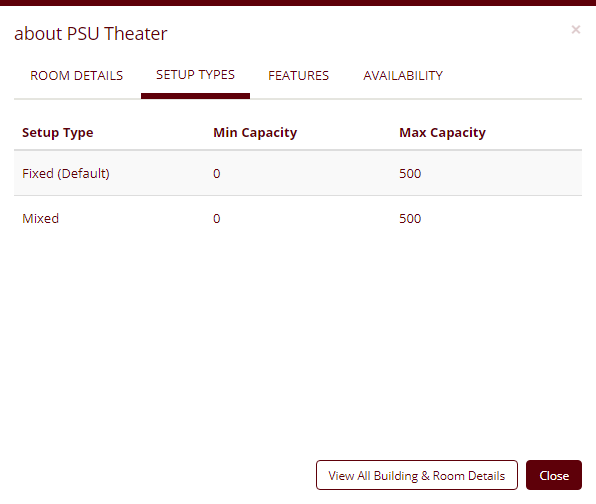 about PSU Theater ×
ROOM DETAILS SETUP TYPES FEATURES AVAILABILITY
Setup Type Min Capacity Max Capacity
Fixed (Default) 0 500
Mixed 0 500
View All Building & Room Details Close